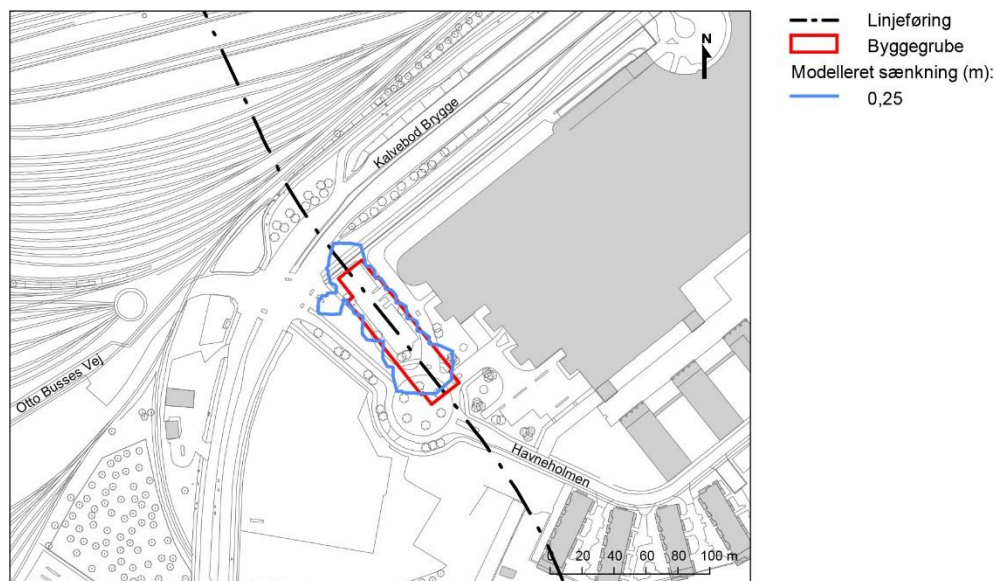 Linjeføring
Byggegrube
Modelleret sænkning (m):
0,25
N
Kalvebod Brygge
Otto Busses Vej
Havneholmen
0 20 40 60 80 100 m